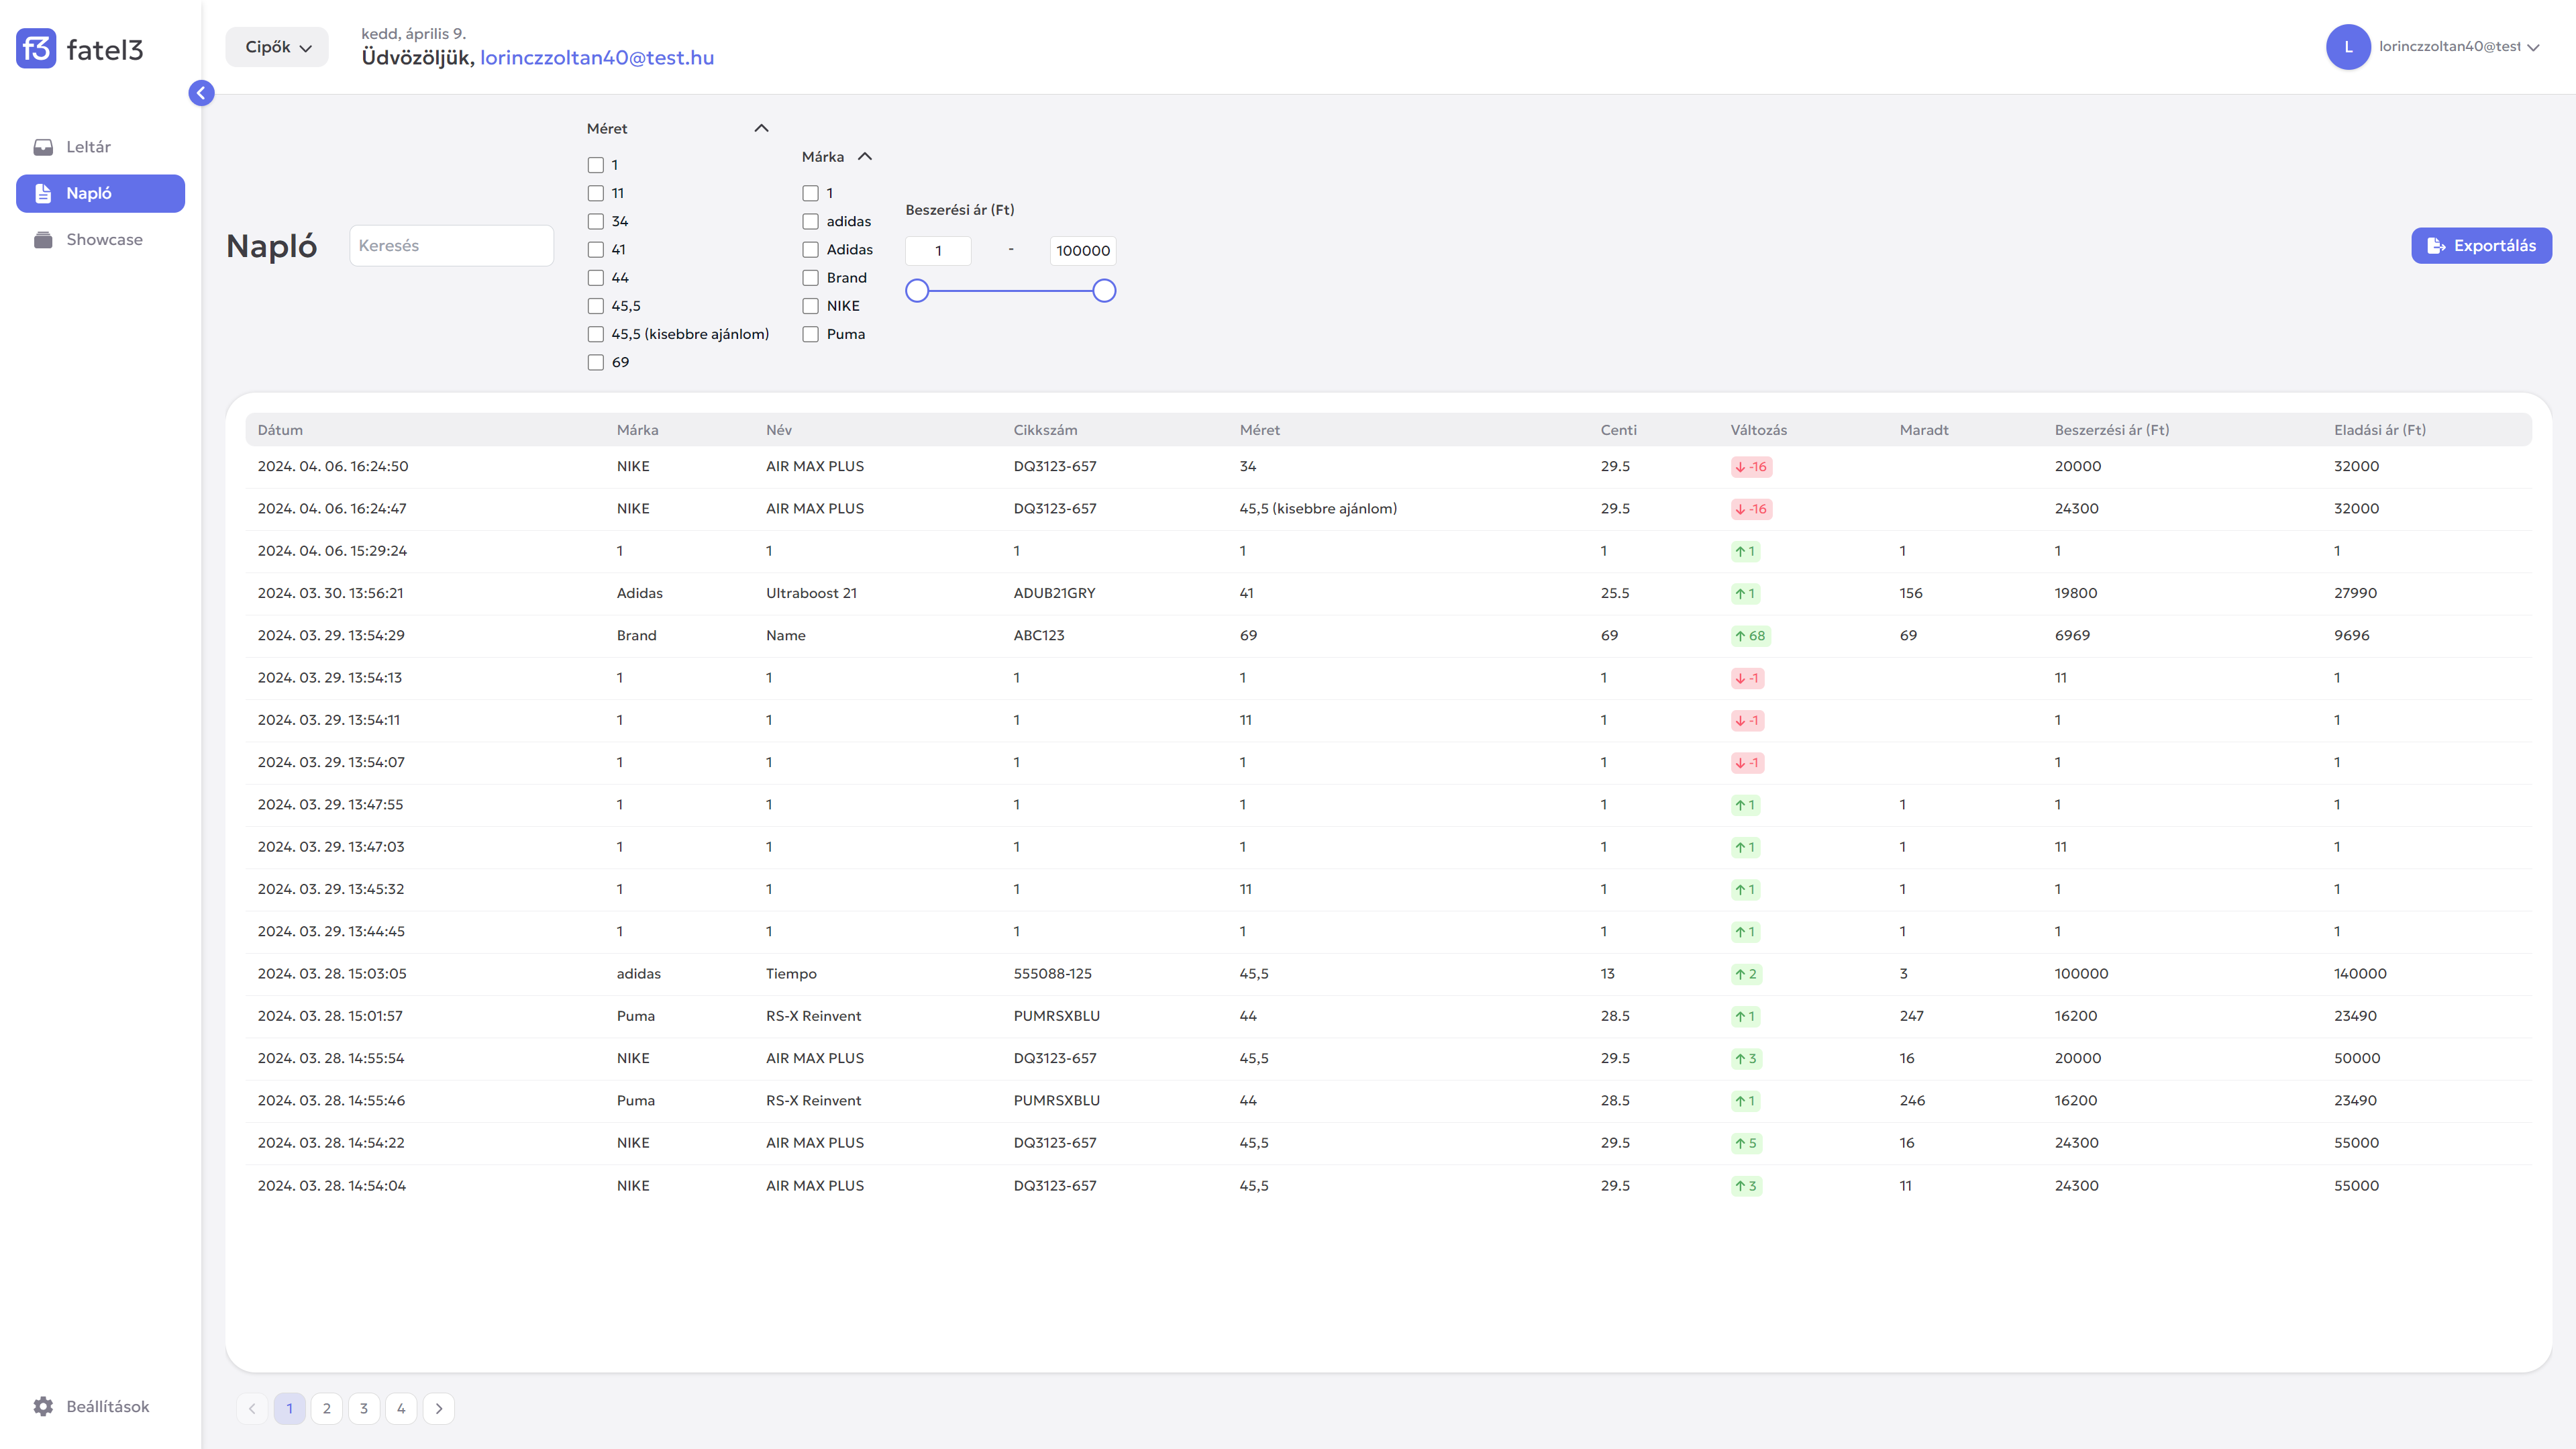 f3 fatel3
Leltár
Napló
Showcase
Beállítások
Cipők
kedd, április 9.
Üdvözöljük, lorinczzoltan40@test.hu
L lorinczzoltan40@test
Napló
Keresés
Méret
1
11
34
41
44
45,5
45,5 (kisebbre ajánlom)
69
Márka
1
adidas
Adidas
Brand
NIKE
Puma
Beszerési ár (Ft)
1 - 100000
Exportálás
Dátum Márka Név Cikkszám Méret Centi Változás Maradt Beszerzési ár (Ft) Eladási ár (Ft)
2024. 04. 06. 16:24:50 NIKE AIR MAX PLUS DQ3123-657 34 29.5 ↓ -16 20000 32000
2024. 04. 06. 16:24:47 NIKE AIR MAX PLUS DQ3123-657 45,5 (kisebbre ajánlom) 29.5 ↓ -16 24300 32000
2024. 04. 06. 15:29:24 1 1 1 1 1 ↑ 1 1 1 1
2024. 03. 30. 13:56:21 Adidas Ultraboost 21 ADUB21GRY 41 25.5 ↑ 1 156 19800 27990
2024. 03. 29. 13:54:29 Brand Name ABC123 69 69 ↑ 68 69 6969 9696
2024. 03. 29. 13:54:13 1 1 1 1 1 ↓ -1 11 1
2024. 03. 29. 13:54:11 1 1 1 11 1 ↓ -1 1 1
2024. 03. 29. 13:54:07 1 1 1 1 1 ↓ -1 1 1
2024. 03. 29. 13:47:55 1 1 1 1 1 ↑ 1 1 1 1
2024. 03. 29. 13:47:03 1 1 1 1 1 ↑ 1 1 11 1
2024. 03. 29. 13:45:32 1 1 1 11 1 ↑ 1 1 1 1
2024. 03. 29. 13:44:45 1 1 1 1 1 ↑ 1 1 1 1
2024. 03. 28. 15:03:05 adidas Tiempo 555088-125 45,5 13 ↑ 2 3 100000 140000
2024. 03. 28. 15:01:57 Puma RS-X Reinvent PUMRSXBLU 44 28.5 ↑ 1 247 16200 23490
2024. 03. 28. 14:55:54 NIKE AIR MAX PLUS DQ3123-657 45,5 29.5 ↑ 3 16 20000 50000
2024. 03. 28. 14:55:46 Puma RS-X Reinvent PUMRSXBLU 44 28.5 ↑ 1 246 16200 23490
2024. 03. 28. 14:54:22 NIKE AIR MAX PLUS DQ3123-657 45,5 29.5 ↑ 5 16 24300 55000
2024. 03. 28. 14:54:04 NIKE AIR MAX PLUS DQ3123-657 45,5 29.5 ↑ 3 11 24300 55000
1 2 3 4